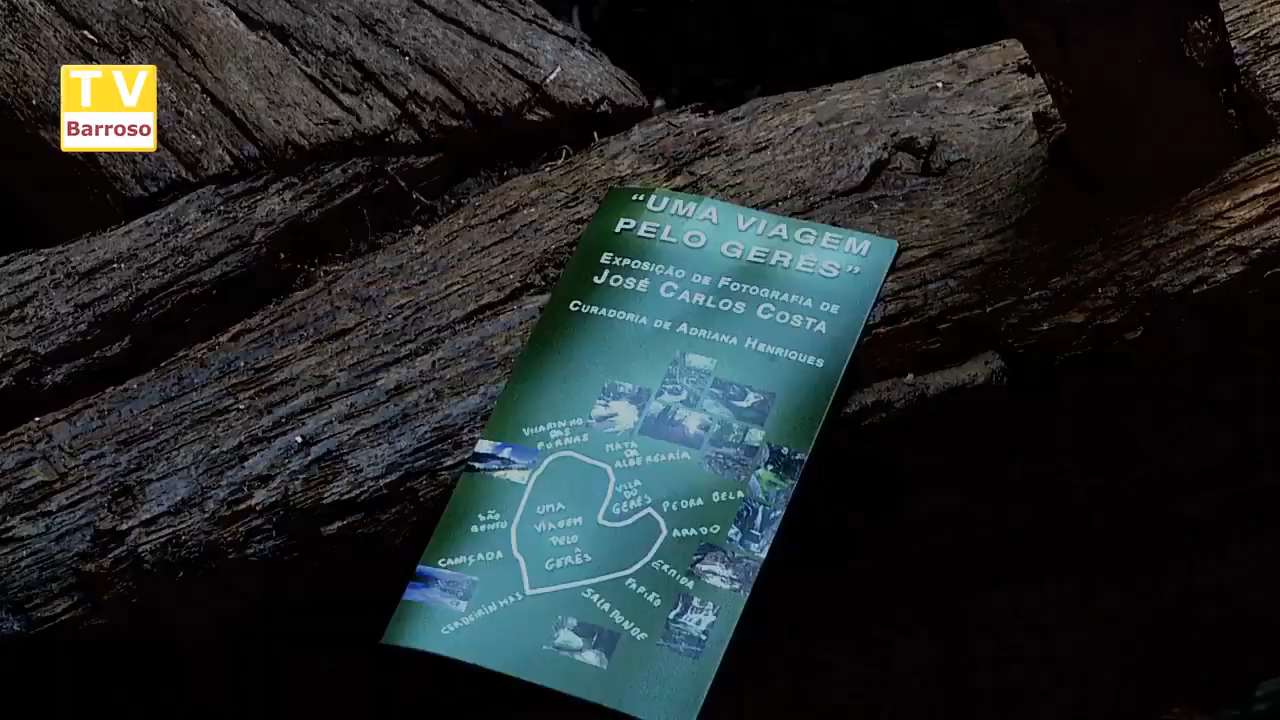 TV
Barroso
“UMA VIAGEM
PELO GERÊS”
EXPOSIÇÃO DE FOTOGRAFIA DE
JOSÉ CARLOS COSTA
CURADORIA DE ADRIANA HENRIQUES
VILARINHO
DAS
FURNAS
MATA
DA
ALBERGARIA
VILA
DO
GERÊS
PEDRA BELA
SÃO
BENTO
UMA
VIAGEM
PELO
GERÊS
ARADO
CANIÇADA
ERMIDA
FAFIÃO
CERDEIRINHAS
SALAMONDE